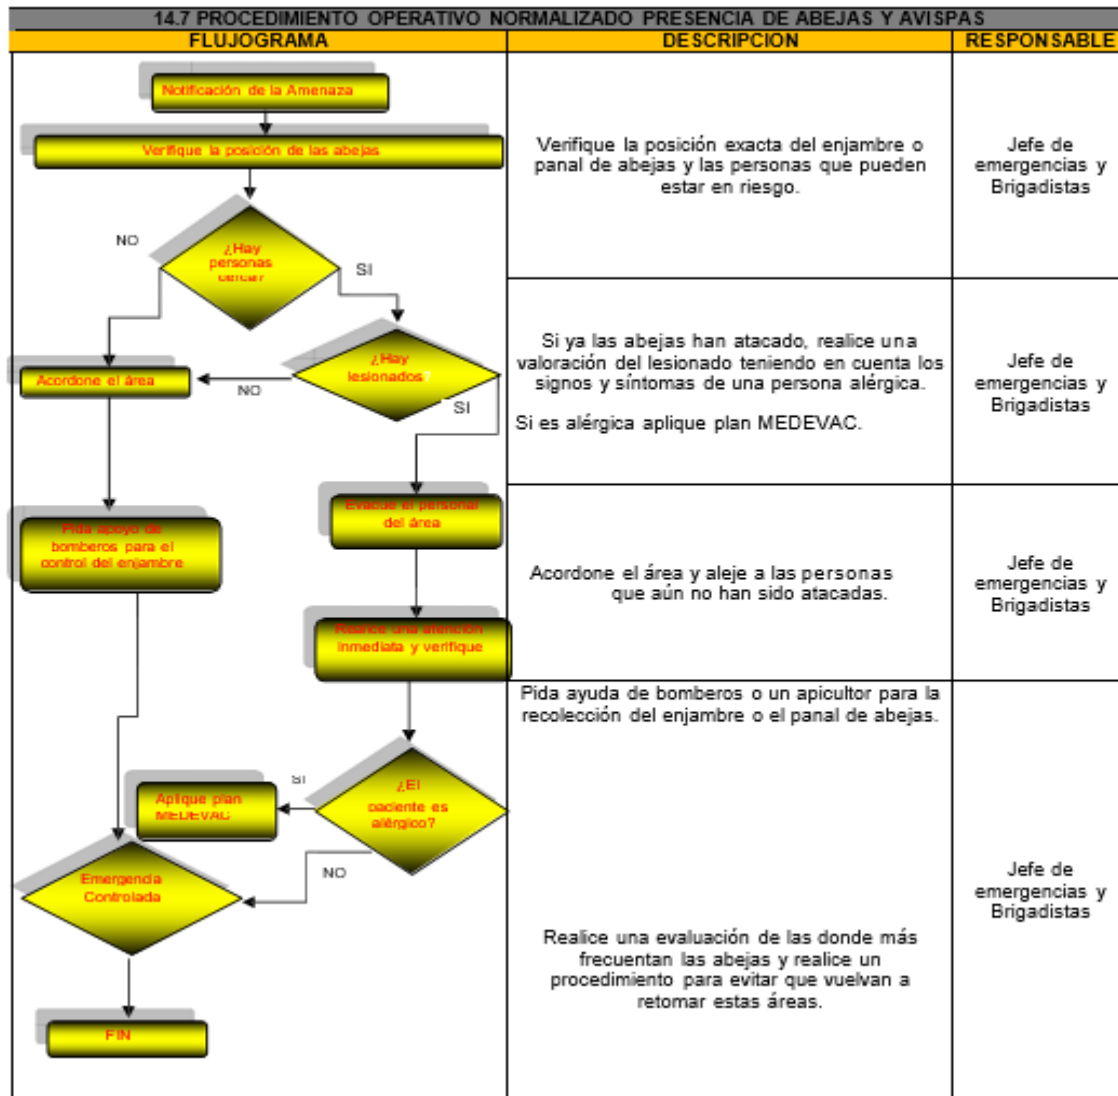 14.7 PROCEDIMIENTO OPERATIVO NORMALIZADO PRESENCIA DE ABEJAS Y AVISPAS
FLUJOGRAMA
DESCRIPCION
RESPONSABLE
Notificación de la Amenaza
Verifique la posición de las abejas
¿Hay
personas
cerca?
NO
SI
¿Hay
lesionados?
NO
SI
Acordone el área
Evacue el personal
del área
Pida apoyo de
bomberos para el
control del enjambre
Realice una atención
inmediata y verifique
¿El
paciente es
alérgico?
SI
NO
Aplique plan
MEDEVAC
Emergencia
Controlada
FIN
Verifique la posición exacta del enjambre o
panal de abejas y las personas que pueden
estar en riesgo.
Jefe de
emergencias y
Brigadistas
Si ya las abejas han atacado, realice una
valoración del lesionado teniendo en cuenta los
signos y síntomas de una persona alérgica.
Si es alérgica aplique plan MEDEVAC.
Jefe de
emergencias y
Brigadistas
Acordone el área y aleje a las personas
que aún no han sido atacadas.
Jefe de
emergencias y
Brigadistas
Pida ayuda de bomberos o un apicultor para la
recolección del enjambre o el panal de abejas.
Realice una evaluación de las donde más
frecuentan las abejas y realice un
procedimiento para evitar que vuelvan a
retomar estas áreas.
Jefe de
emergencias y
Brigadistas